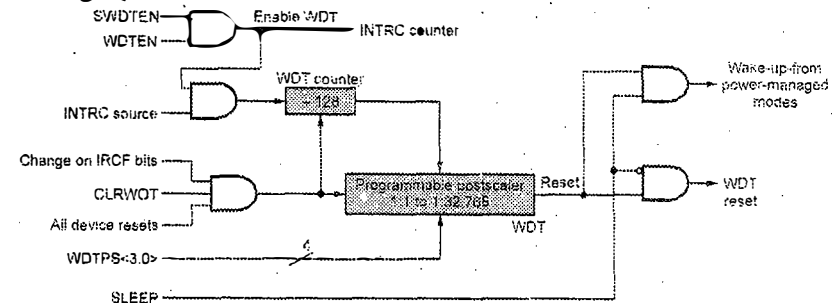 SWDTEN
Enable WDT
WDTEN
INTRC counter
WDT counter
÷ 128
INTRC source
Wake-up-from
power-managed
modes
Change on IRCF bits
CLRWOT
All device resets
Programmable postscaler
1:1 to 1:32,768
Reset
WDT
WDT
reset
WDTPS<3.0>
4
SLEEP